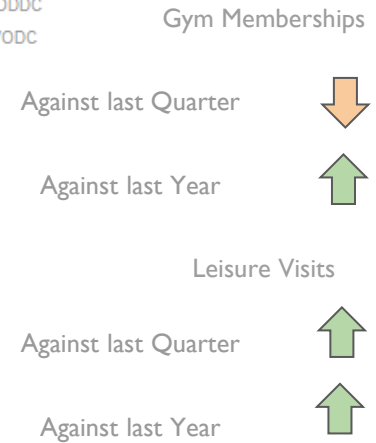 Gym Memberships
Against last Quarter
Against last Year
Leisure Visits
Against last Quarter
Against last Year